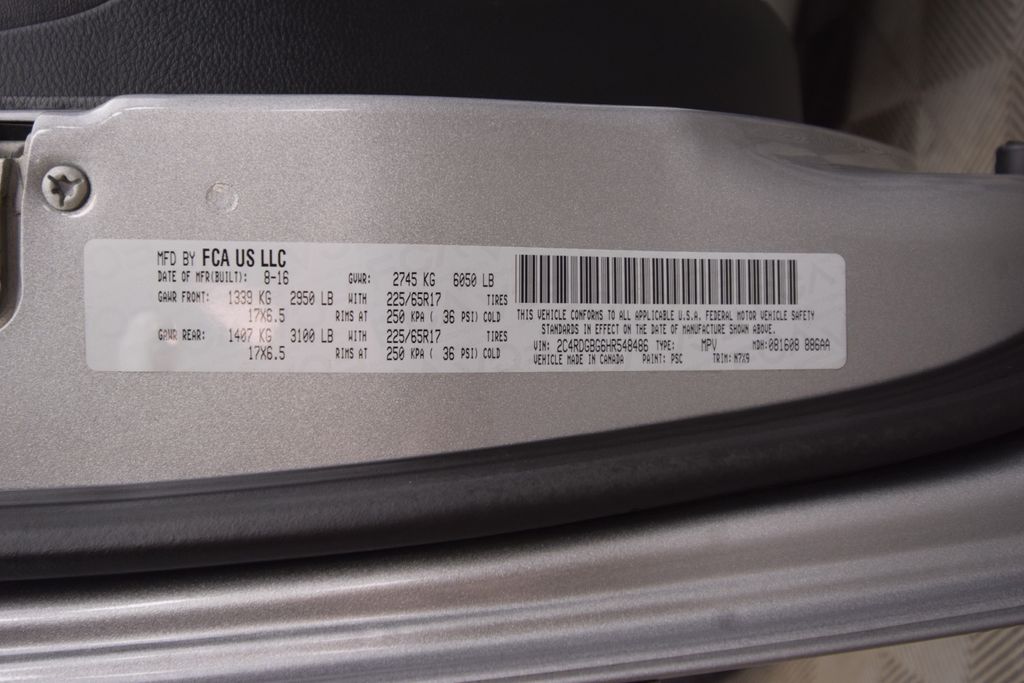 MFD BY FCA US LLC
DATE OF MFR(BUILT): 8-16 GVWR: 2745 KG 6050 LB
GAWR FRONT: 1339 KG 2950 LB WITH 225/65R17 TIRES
17X6.5 RIMS AT 250 KPA ( 36 PSI) COLD
GAWR REAR: 1407 KG 3100 LB WITH 225/65R17 TIRES
17X6.5 RIMS AT 250 KPA ( 36 PSI) COLD
THIS VEHICLE CONFORMS TO ALL APPLICABLE U.S.A. FEDERAL MOTOR VEHICLE SAFETY
STANDARDS IN EFFECT ON THE DATE OF MANUFACTURE SHOWN ABOVE.
VIN: 2C4RDGBG6HR548486 TYPE: MPV MDH: 081608 886AA
VEHICLE MADE IN CANADA PAINT: PSC TRIM: N7X9